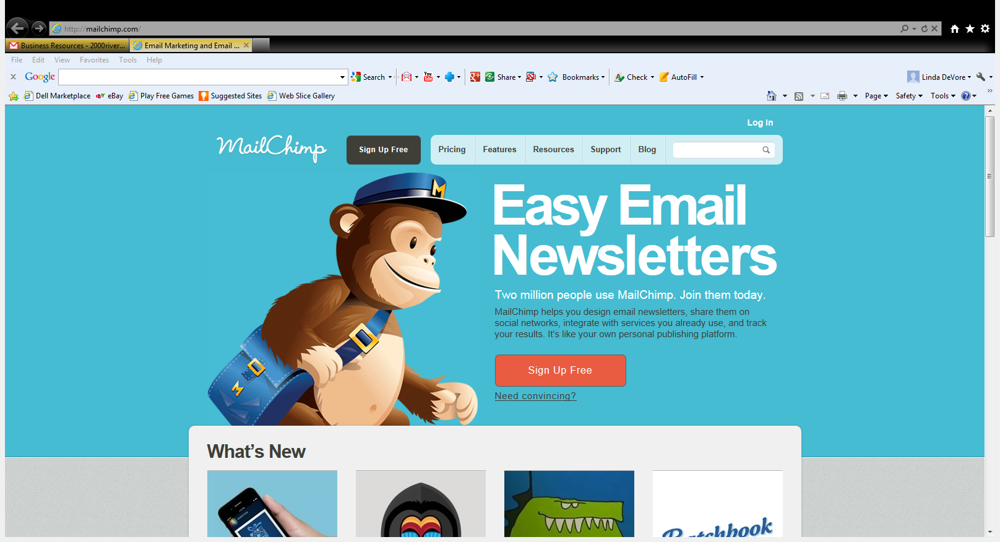 http://mailchimp.com/
Business Resources - 2000river...
Email Marketing and Email ...
File Edit View Favorites Tools Help
x Google Search Share Bookmarks Check AutoFill Linda DeVore
Dell Marketplace eBay Play Free Games Suggested Sites Web Slice Gallery Page Safety Tools
Log In
MailChimp Sign Up Free Pricing Features Resources Support Blog
M
Easy Email
Newsletters
Two million people use MailChimp. Join them today.
MailChimp helps you design email newsletters, share them on
social networks, integrate with services you already use, and track
your results. It's like your own personal publishing platform.
Sign Up Free
M
Need convincing?
What's New
Batchbook